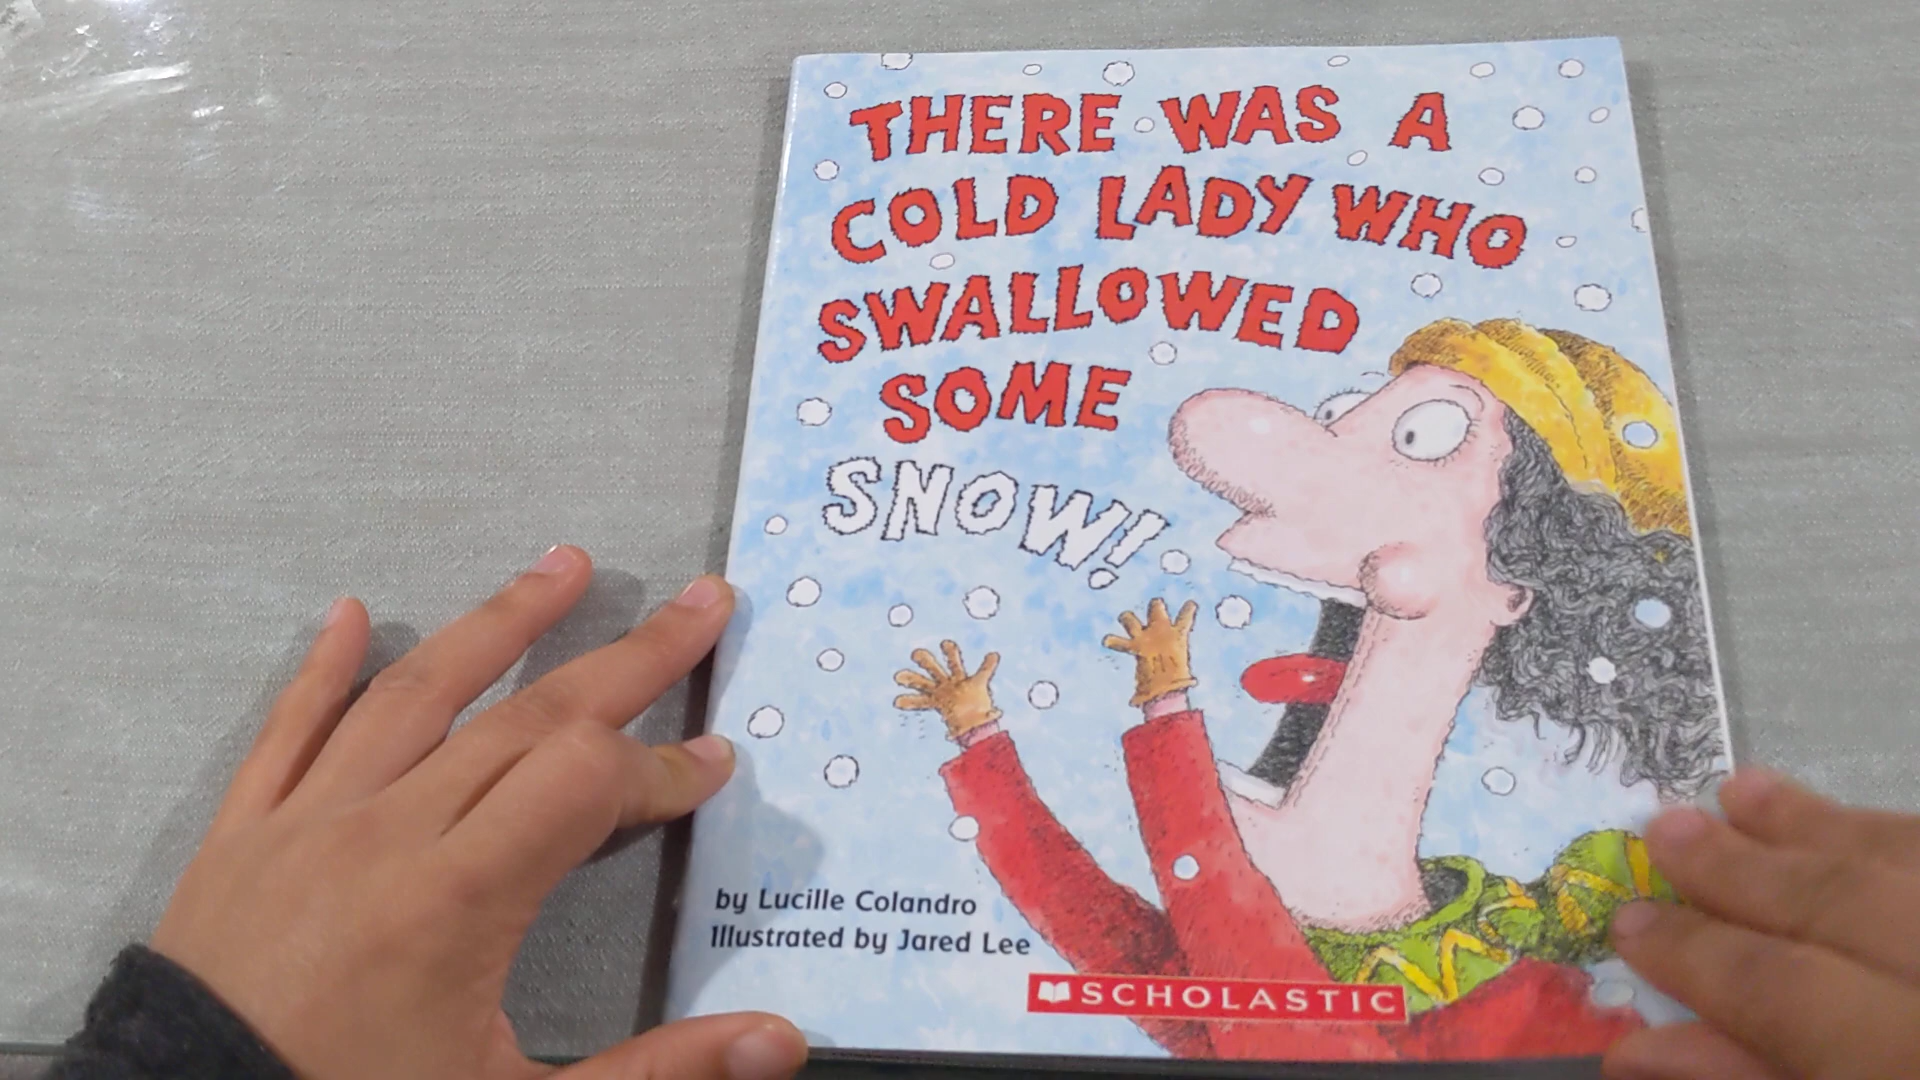 THERE WAS A
COLD LADY WHO
SWALLOWED
SOME
SNOW!
by Lucille Colandro
Illustrated by Jared Lee
SCHOLASTIC